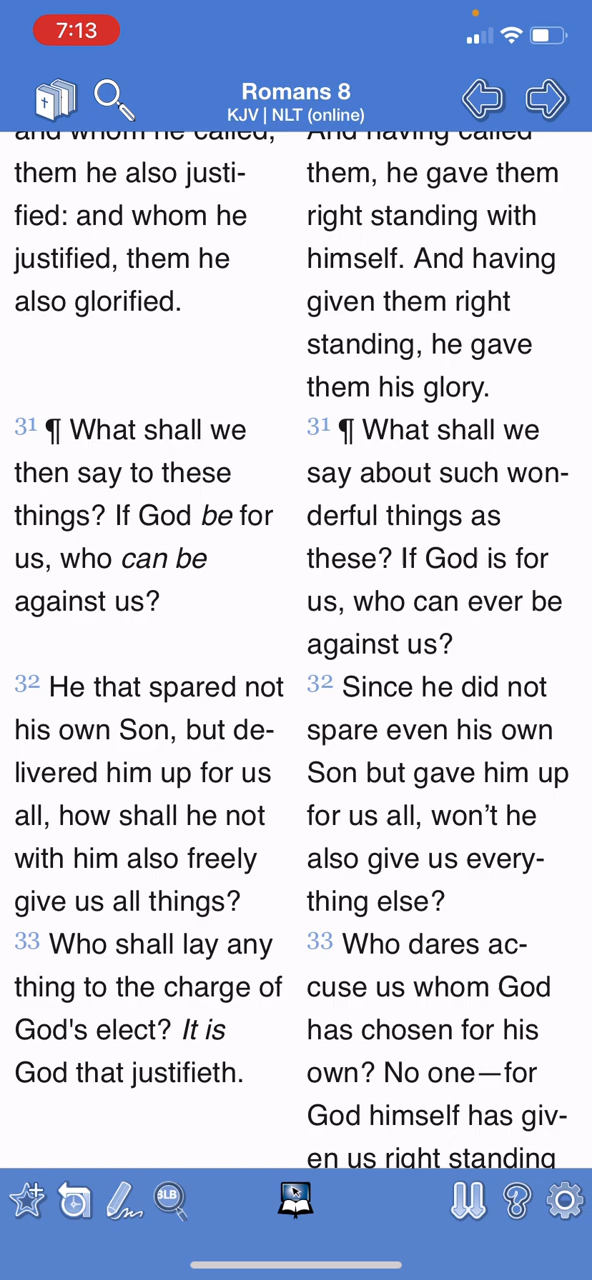 7:13
Romans 8
KJV | NLT (online)
and whom he called,
them he also justi-
fied: and whom he
justified, them he
also glorified.
31 ¶ What shall we
then say to these
things? If God be for
us, who can be
against us?
32 He that spared not
his own Son, but de-
livered him up for us
all, how shall he not
with him also freely
give us all things?
33 Who shall lay any
thing to the charge of
God's elect? It is
God that justifieth.
And having called
them, he gave them
right standing with
himself. And having
given them right
standing, he gave
them his glory.
31 ¶ What shall we
say about such won-
derful things as
these? If God is for
us, who can ever be
against us?
32 Since he did not
spare even his own
Son but gave him up
for us all, won’t he
also give us every-
thing else?
33 Who dares ac-
cuse us whom God
has chosen for his
own? No one—for
God himself has giv-
en us right standing
BLB